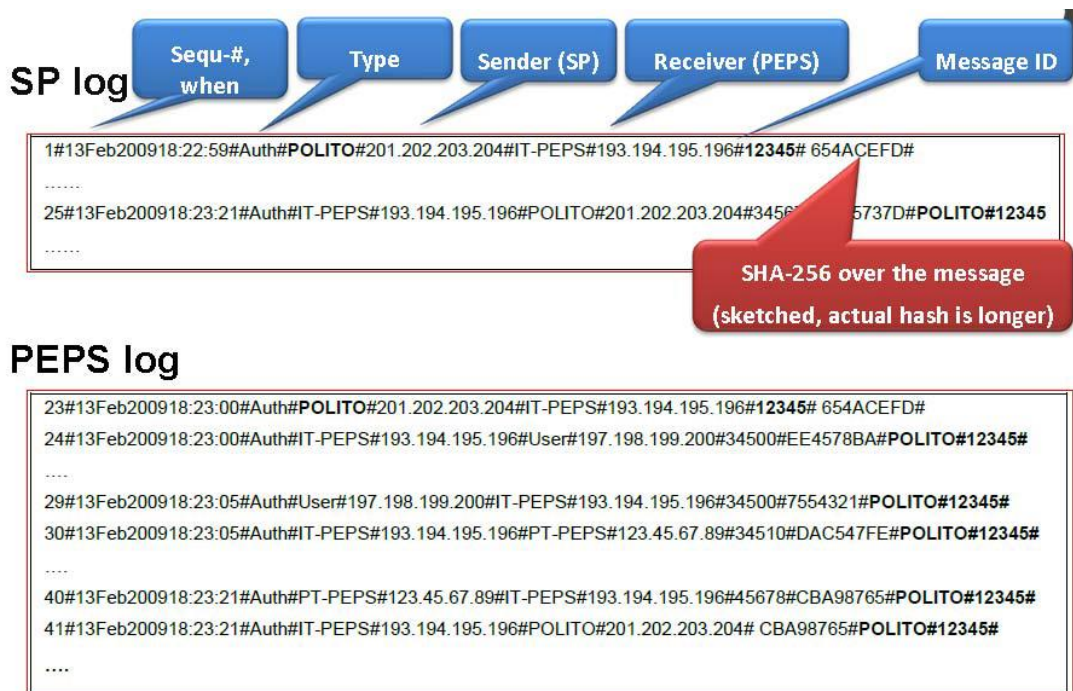 Sequ-#,
when
Type
Sender (SP)
Receiver (PEPS)
Message ID
SP log
1#13Feb200918:22:59#Auth#POLITO#201.202.203.204#IT-PEPS#193.194.195.196#12345# 654ACEFD#
......
25#13Feb200918:23:21#Auth#IT-PEPS#193.194.195.196#POLITO#201.202.203.204#3456 5737D#POLITO#12345
......
SHA-256 over the message
(sketched, actual hash is longer)
PEPS log
23#13Feb200918:23:00#Auth#POLITO#201.202.203.204#IT-PEPS#193.194.195.196#12345# 654ACEFD#
24#13Feb200918:23:00#Auth#IT-PEPS#193.194.195.196#User#197.198.199.200#34500#EE4578BA#POLITO#12345#
....
29#13Feb200918:23:05#Auth#User#197.198.199.200#IT-PEPS#193.194.195.196#34500#7554321#POLITO#12345#
30#13Feb200918:23:05#Auth#IT-PEPS#193.194.195.196#PT-PEPS#123.45.67.89#34510#DAC547FE#POLITO#12345#
....
40#13Feb200918:23:21#Auth#PT-PEPS#123.45.67.89#IT-PEPS#193.194.195.196#45678#CBA98765#POLITO#12345#
41#13Feb200918:23:21#Auth#IT-PEPS#193.194.195.196#POLITO#201.202.203.204# CBA98765#POLITO#12345#
....